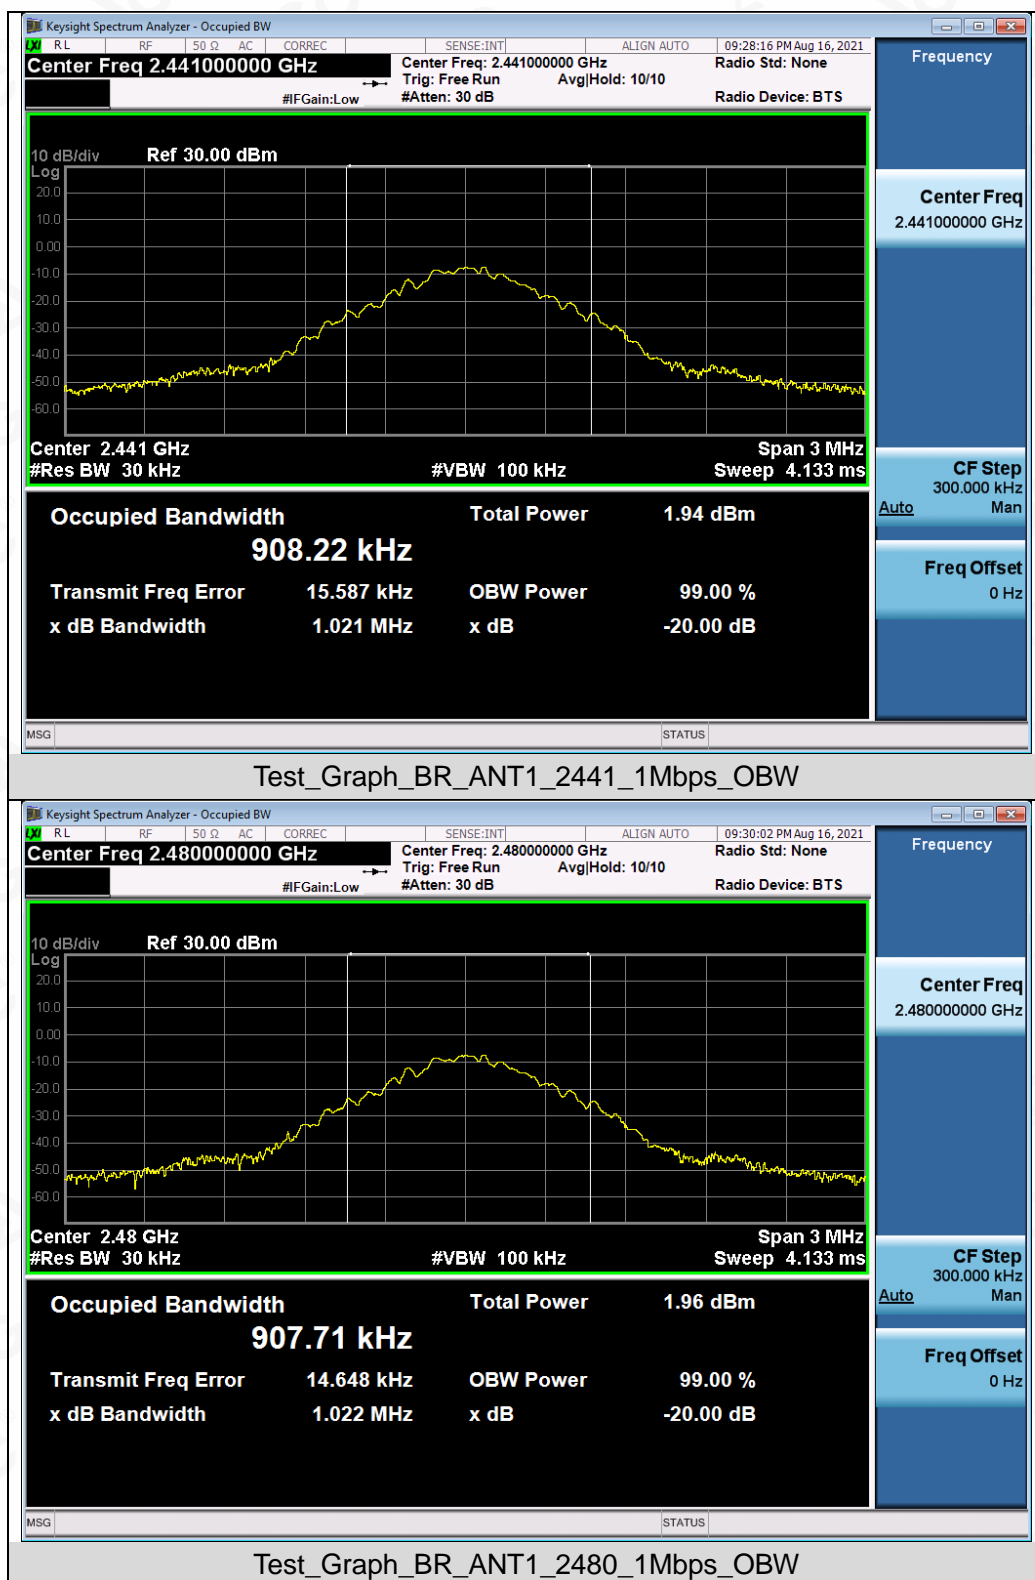 Keysight Spectrum Analyzer - Occupied BW
LXI RL RF 50 Ω AC CORREC SENSE:INT ALIGN AUTO 09:28:16 PM Aug 16, 2021
Center Freq 2.441000000 GHz Center Freq: 2.441000000 GHz Radio Std: None Frequency
Trig: Free Run Avg|Hold: 10/10
#IFGain:Low #Atten: 30 dB Radio Device: BTS
10 dB/div Ref 30.00 dBm
Log
20.0
10.0
0.00
-10.0
-20.0
-30.0
-40.0
-50.0
-60.0
Center Freq
2.441000000 GHz
Center 2.441 GHz Span 3 MHz
#Res BW 30 kHz #VBW 100 kHz Sweep 4.133 ms
CF Step
300.000 kHz
Auto Man
Occupied Bandwidth Total Power 1.94 dBm
908.22 kHz
Freq Offset
0 Hz
Transmit Freq Error 15.587 kHz OBW Power 99.00 %
x dB Bandwidth 1.021 MHz x dB -20.00 dB
MSG STATUS
Test_Graph_BR_ANT1_2441_1Mbps_OBW
Keysight Spectrum Analyzer - Occupied BW
LXI RL RF 50 Ω AC CORREC SENSE:INT ALIGN AUTO 09:30:02 PM Aug 16, 2021
Center Freq 2.480000000 GHz Center Freq: 2.480000000 GHz Radio Std: None Frequency
Trig: Free Run Avg|Hold: 10/10
#IFGain:Low #Atten: 30 dB Radio Device: BTS
10 dB/div Ref 30.00 dBm
Log
20.0
10.0
0.00
-10.0
-20.0
-30.0
-40.0
-50.0
-60.0
Center Freq
2.480000000 GHz
Center 2.48 GHz Span 3 MHz
#Res BW 30 kHz #VBW 100 kHz Sweep 4.133 ms
CF Step
300.000 kHz
Auto Man
Occupied Bandwidth Total Power 1.96 dBm
907.71 kHz
Freq Offset
0 Hz
Transmit Freq Error 14.648 kHz OBW Power 99.00 %
x dB Bandwidth 1.022 MHz x dB -20.00 dB
MSG STATUS
Test_Graph_BR_ANT1_2480_1Mbps_OBW